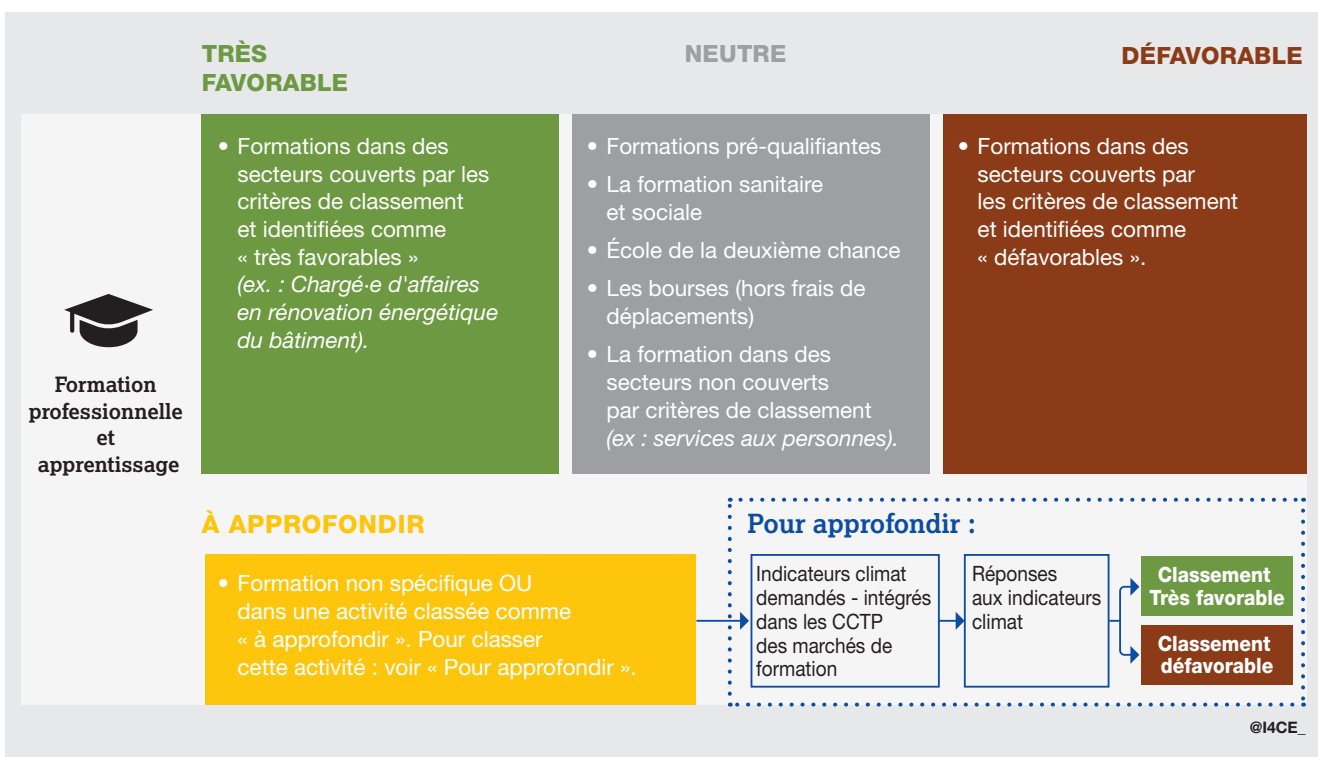 TRÈS
FAVORABLE
NEUTRE
DÉFAVORABLE
Formation
professionnelle
et
apprentissage
• Formations dans des
secteurs couverts par les
critères de classement
et identifiées comme
« très favorables »
(ex. : Chargé·e d'affaires
en rénovation énergétique
du bâtiment).
• Formations pré-qualifiantes
• La formation sanitaire
et sociale
• École de la deuxième chance
• Les bourses (hors frais de
déplacements)
• La formation dans des
secteurs non couverts
par critères de classement
(ex : services aux personnes).
• Formations dans des
secteurs couverts par
les critères de classement
et identifiées comme
« défavorables ».
À APPROFONDIR
• Formation non spécifique OU
dans une activité classée comme
« à approfondir ». Pour classer
cette activité : voir « Pour approfondir ».
Pour approfondir :
Indicateurs climat
demandés - intégrés
dans les CCTP
des marchés de
formation
Réponses
aux indicateurs
climat
Classement
Très favorable
Classement
défavorable
@I4CE_